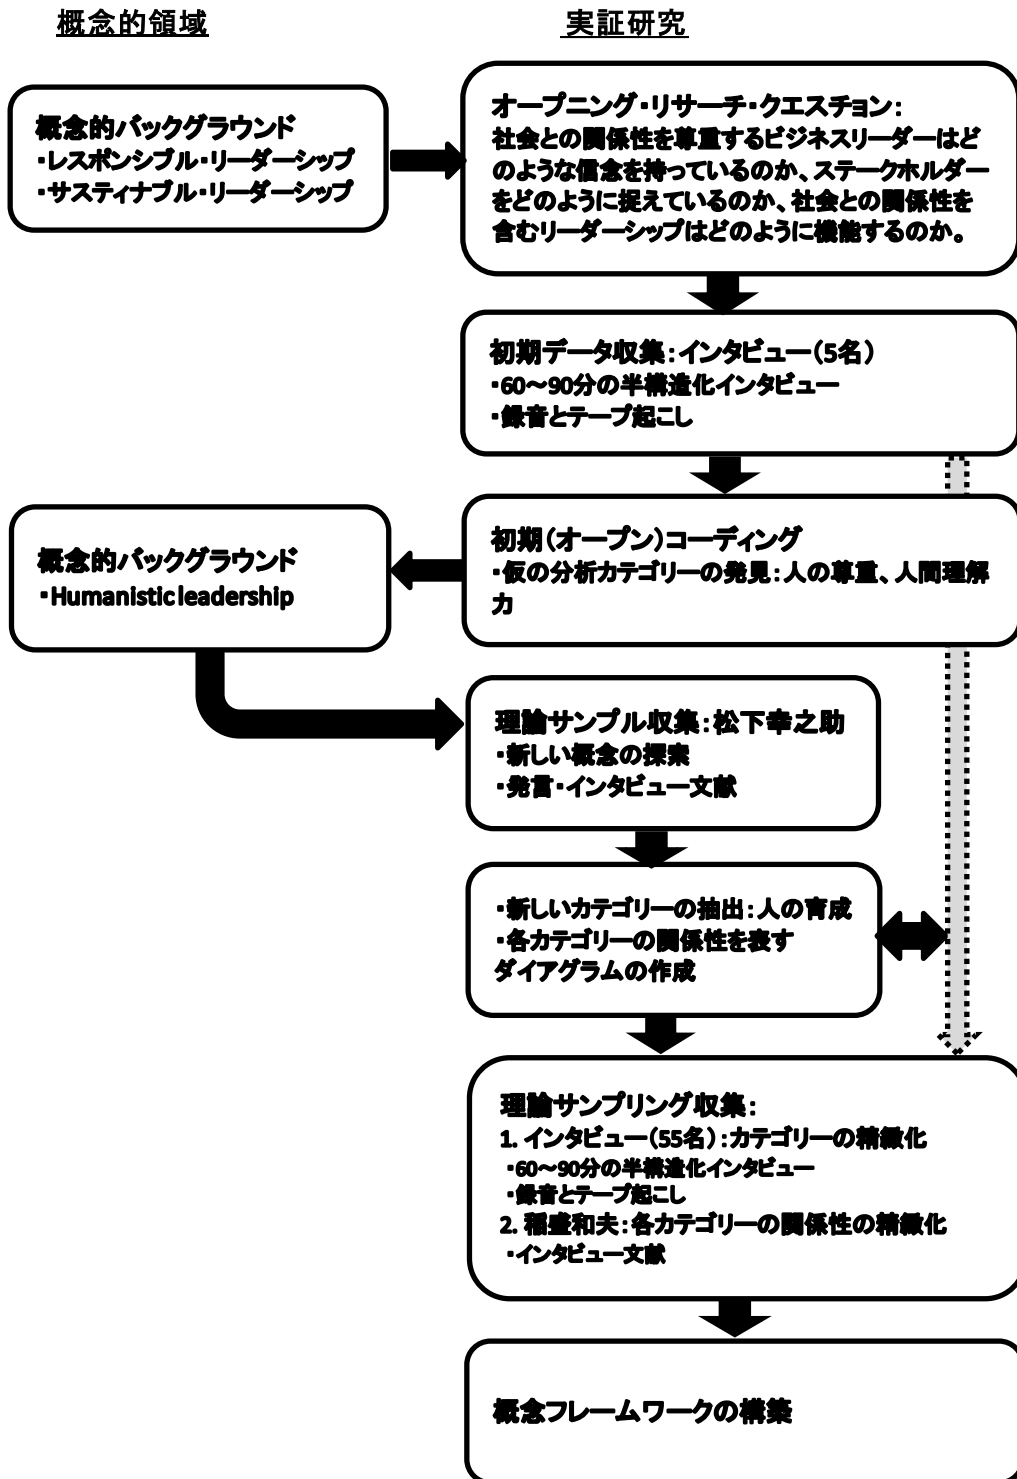 概念的領域
実証研究
概念的バックグラウンド
・レスポンシブル・リーダーシップ
・サスティナブル・リーダーシップ
オープニング・リサーチ・クエスチョン：
社会との関係性を尊重するビジネスリーダーはど
のような信念を持っているのか、ステークホルダー
をどのように捉えているのか、社会との関係性を
含むリーダーシップはどのように機能するのか。
初期データ収集：インタビュー（5名）
・60～90分の半構造化インタビュー
・録音とテープ起こし
初期（オープン）コーディング
・仮の分析カテゴリーの発見：人の尊重、人間理解
力
概念的バックグラウンド
・Humanistic leadership
理論サンプル収集：松下幸之助
・新しい概念の探索
・発言・インタビュー文献
・新しいカテゴリーの抽出：人の育成
・各カテゴリーの関係性を表す
ダイアグラムの作成
理論サンプリング収集：
1. インタビュー（55名）：カテゴリーの精緻化
・60～90分の半構造化インタビュー
・録音とテープ起こし
2. 稲盛和夫：各カテゴリーの関係性の精緻化
・インタビュー文献
概念フレームワークの構築